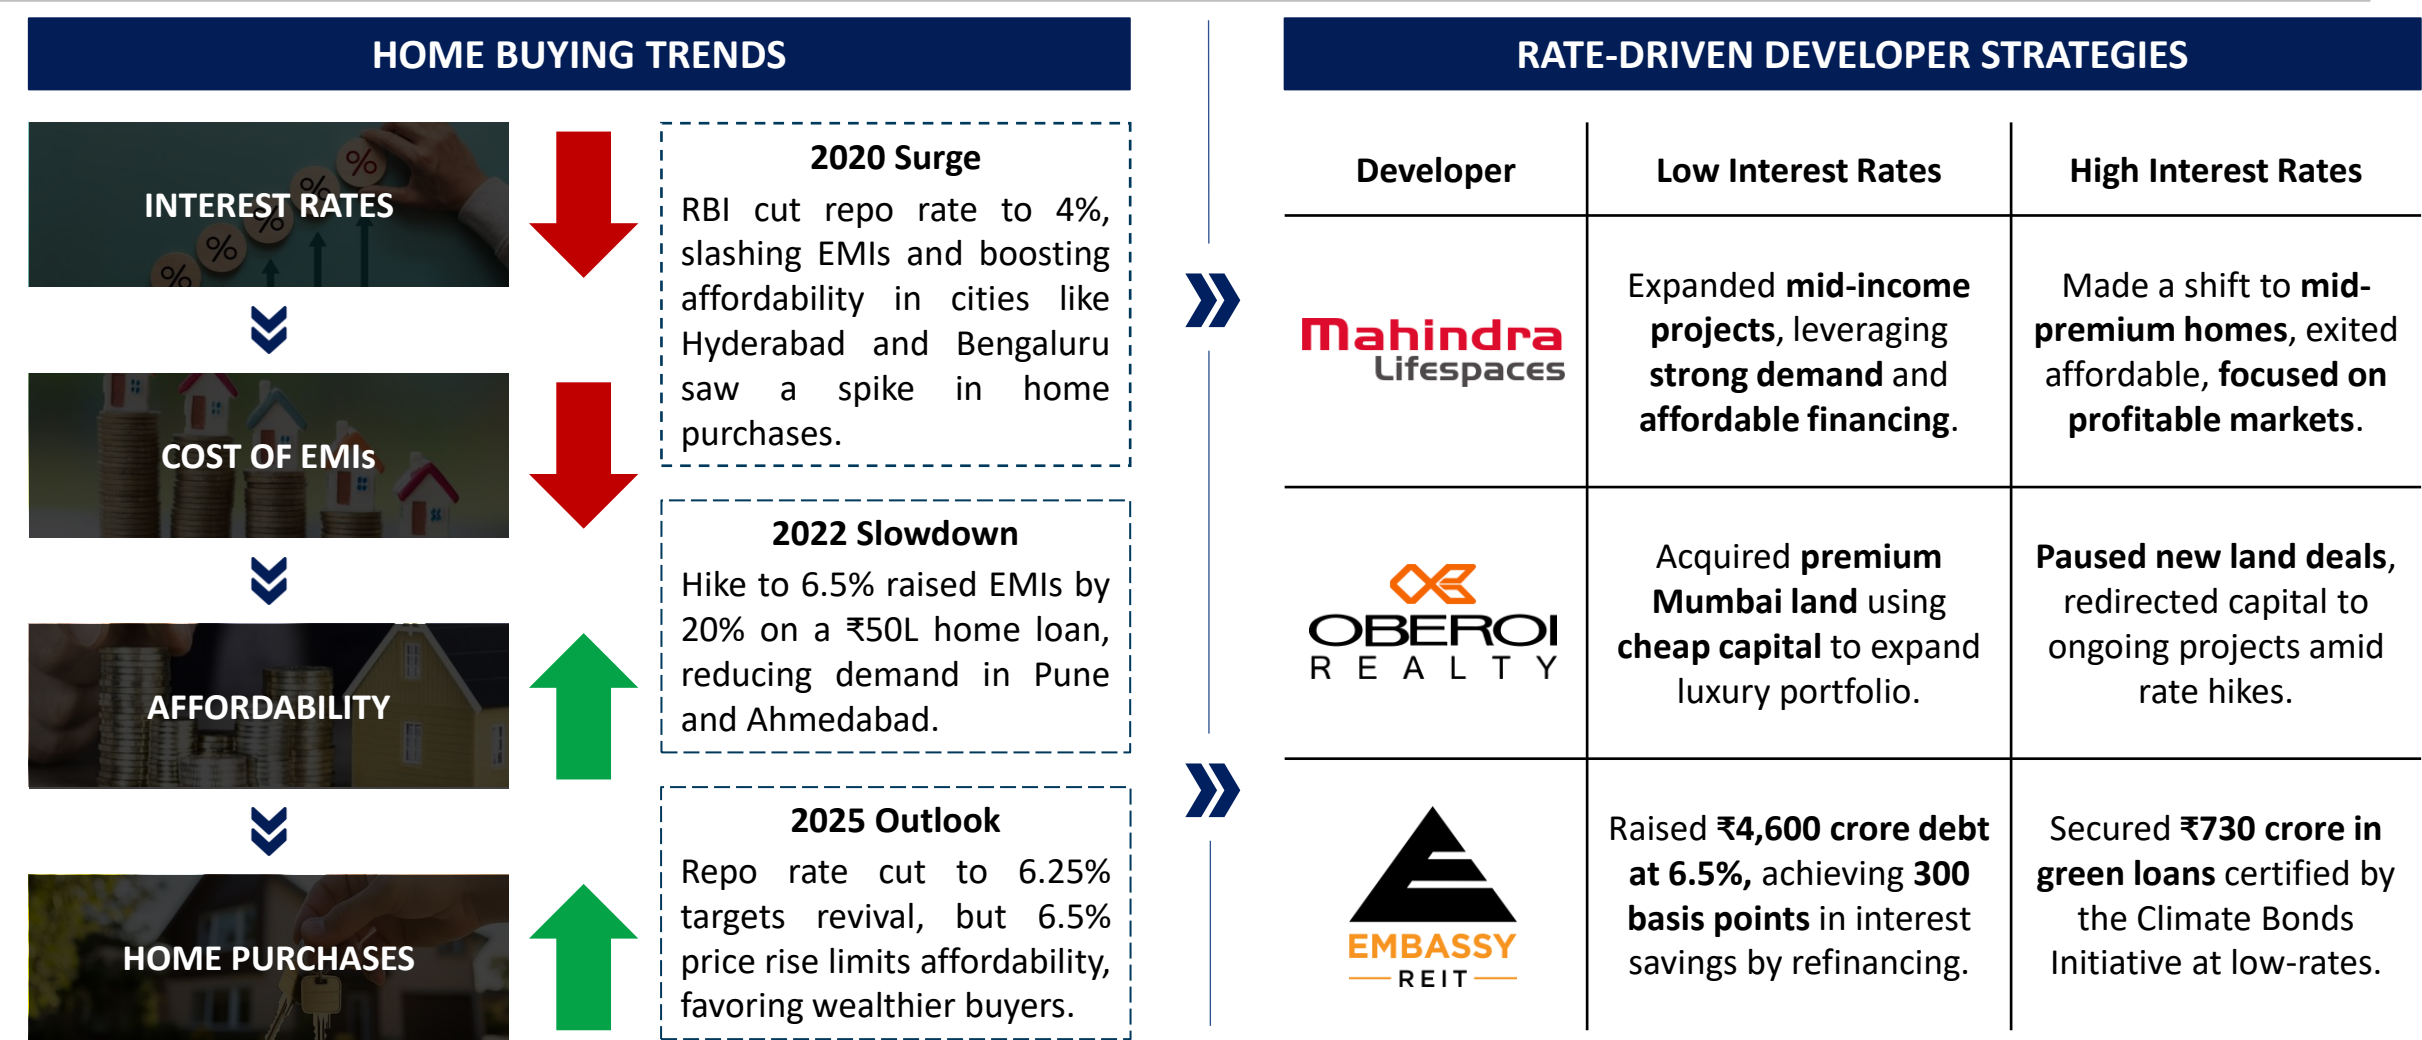 HOME BUYING TRENDS
INTEREST RATES
% % % % %
COST OF EMIs
AFFORDABILITY
HOME PURCHASES
2020 Surge
RBI cut repo rate to 4%,
slashing EMIs and boosting
affordability in cities like
Hyderabad and Bengaluru
saw a spike in home
purchases.
2022 Slowdown
Hike to 6.5% raised EMIs by
20% on a ₹50L home loan,
reducing demand in Pune
and Ahmedabad.
2025 Outlook
Repo rate cut to 6.25%
targets revival, but 6.5%
price rise limits affordability,
favoring wealthier buyers.
RATE-DRIVEN DEVELOPER STRATEGIES
Developer
Low Interest Rates
High Interest Rates
Mahindra
Lifespaces
Expanded mid-income
projects, leveraging
strong demand and
affordable financing.
Made a shift to mid-
premium homes, exited
affordable, focused on
profitable markets.
OBEROI
REALTY
Acquired premium
Mumbai land using
cheap capital to expand
luxury portfolio.
Paused new land deals,
redirected capital to
ongoing projects amid
rate hikes.
EMBASSY
REIT
Raised ₹4,600 crore debt
at 6.5%, achieving 300
basis points in interest
savings by refinancing.
Secured ₹730 crore in
green loans certified by
the Climate Bonds
Initiative at low-rates.